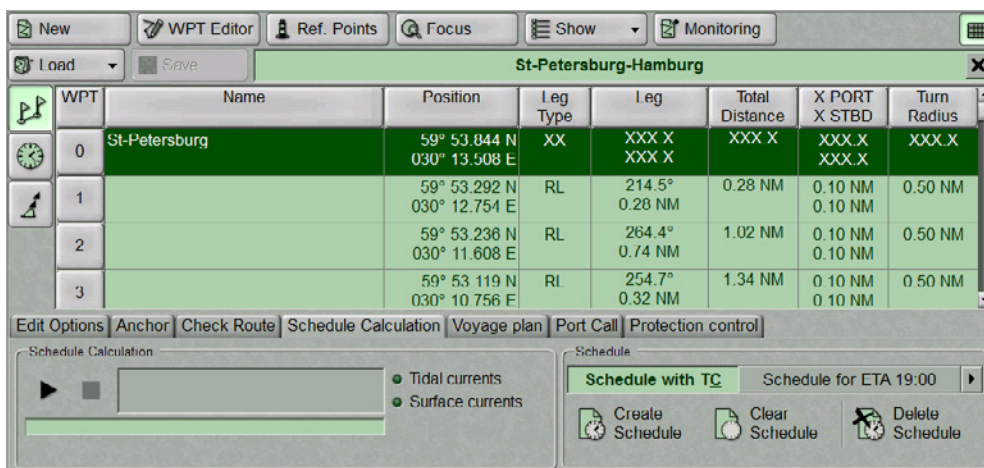 New WPT Editor Ref. Points Focus Show Monitoring
Load Save St-Petersburg-Hamburg
WPT Name Position Leg Type Leg Total Distance X PORT X STBD Turn Radius
0 St-Petersburg 59° 53.844 N XX XXX X XXX X XXX.X XXX.X
030° 13.508 E XXX X XXX.X
1 59° 53.292 N RL 214.5° 0.28 NM 0.10 NM 0.50 NM
030° 12.754 E 0.28 NM 0.10 NM
2 59° 53.236 N RL 264.4° 1.02 NM 0.10 NM 0.50 NM
030° 11.608 E 0.74 NM 0.10 NM
3 59° 53.119 N RL 254.7° 1.34 NM 0.10 NM 0.50 NM
030° 10.756 E 0.32 NM 0.10 NM
Edit Options Anchor Check Route Schedule Calculation Voyage plan Port Call Protection control
Schedule Calculation Schedule
Tidal currents Schedule with TC Schedule for ETA 19:00
Surface currents
Create Schedule Clear Schedule Delete Schedule